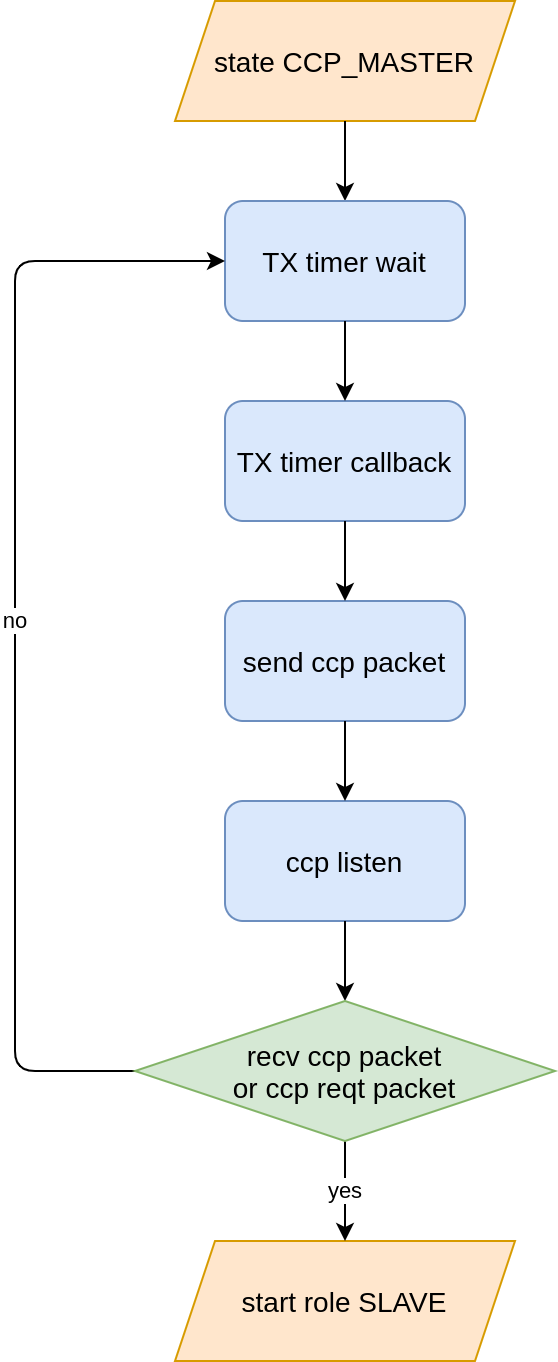 state CCP_MASTER
TX timer wait
TX timer callback
no
send ccp packet
ccp listen
recv ccp packet
or ccp reqt packet
yes
start role SLAVE